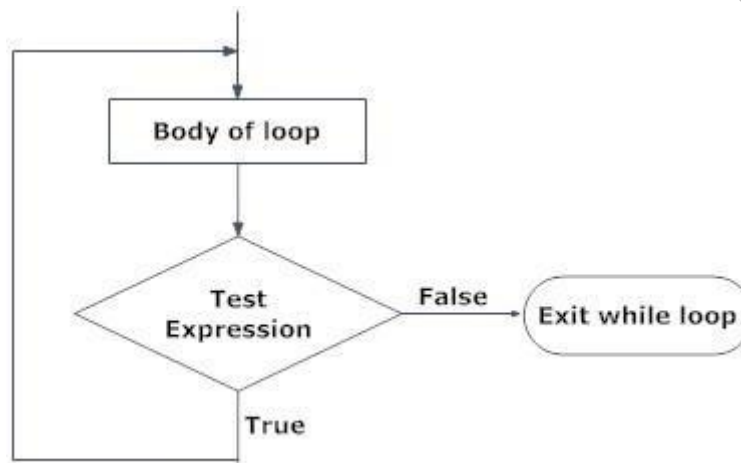 Body of loop
Test
Expression
False
Exit while loop
True